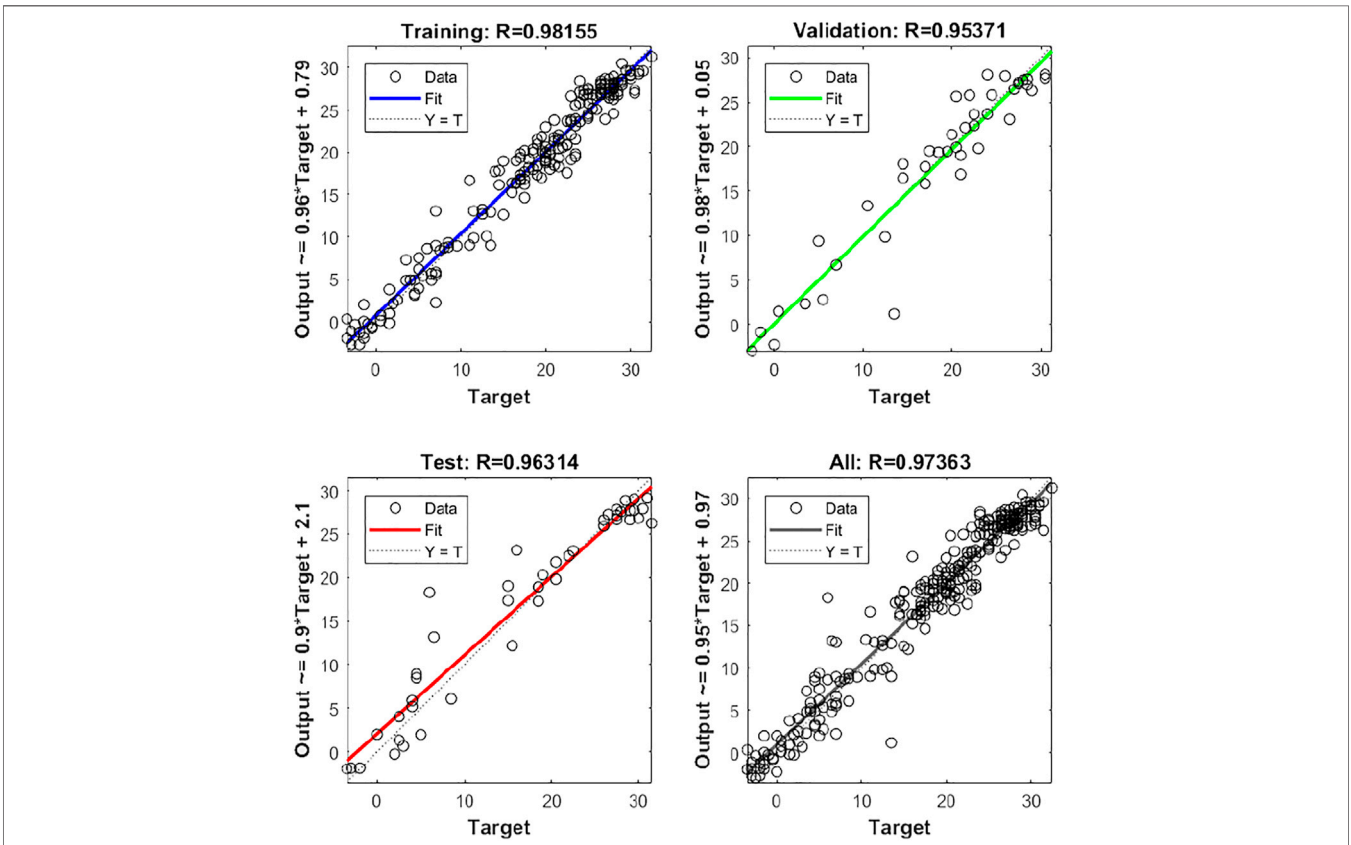 Training: R=0.98155
Output ~= 0.96*Target + 0.79
30
25
20
15
10
5
0
Data
Fit
Y = T
0
10
20
30
Target
Validation: R=0.95371
Output ~= 0.98*Target + 0.05
30
25
20
15
10
5
0
Data
Fit
Y = T
0
10
20
30
Target
Test: R=0.96314
Output ~= 0.9*Target + 2.1
30
25
20
15
10
5
0
Data
Fit
Y = T
0
10
20
30
Target
All: R=0.97363
Output ~= 0.95*Target + 0.97
30
25
20
15
10
5
0
Data
Fit
Y = T
0
10
20
30
Target